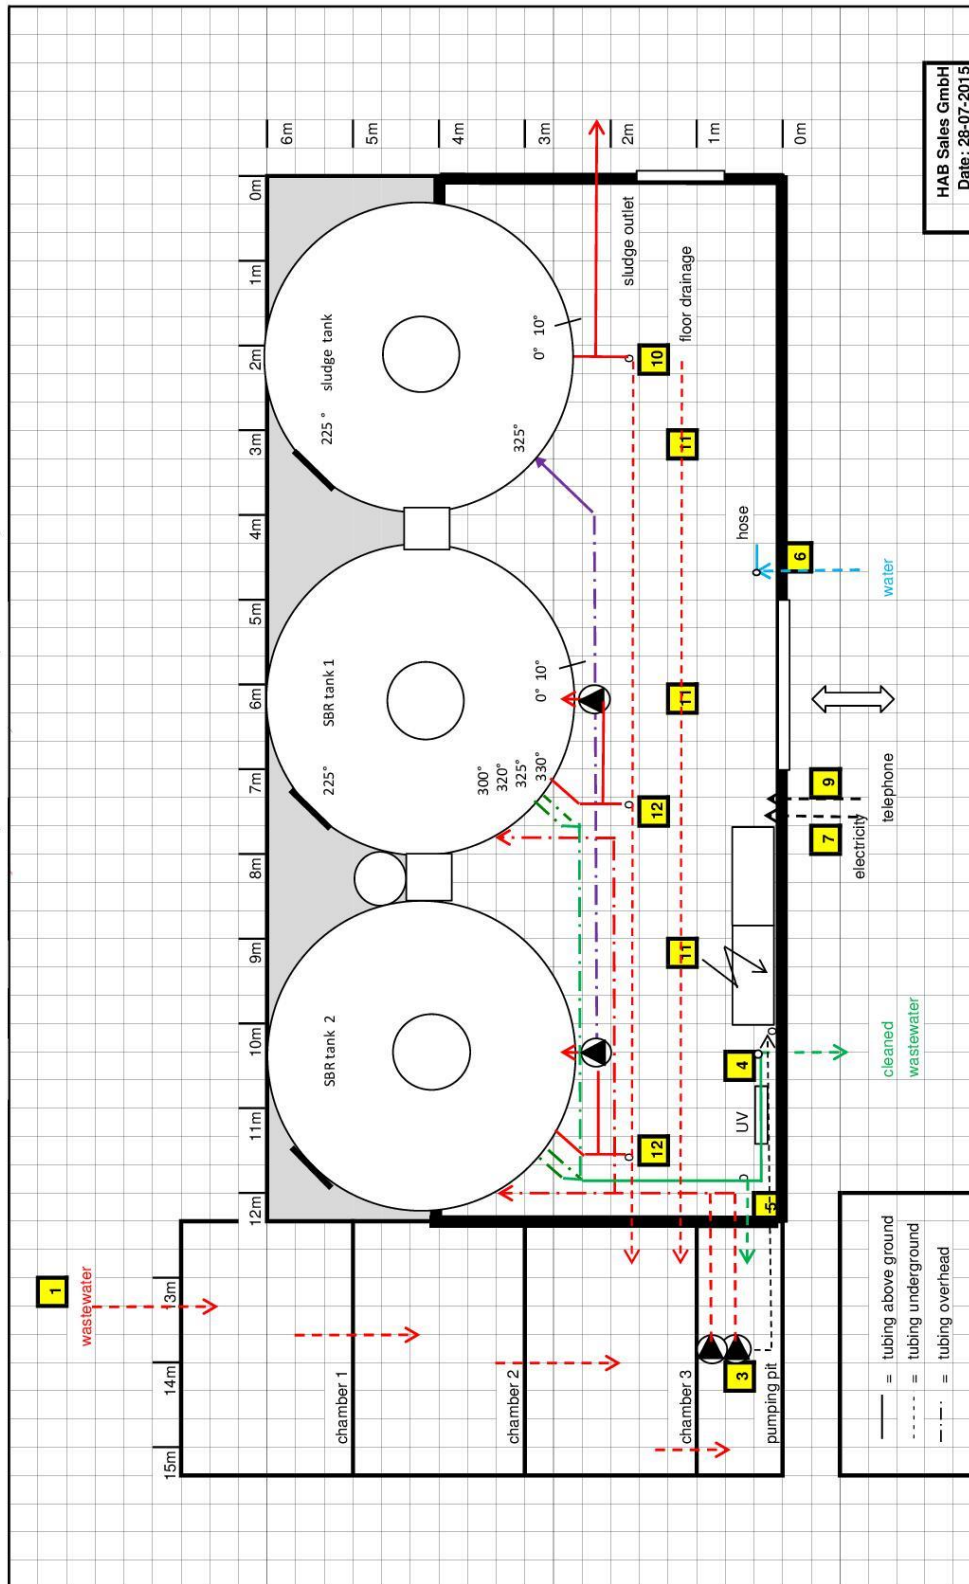 1
wastewater
15m
14m
13m
12m
11m
10m
9m
8m
7m
6m
5m
4m
3m
2m
1m
0m
6m
5m
4m
3m
2m
1m
0m
chamber 1
chamber 2
chamber 3
pumping pit
3
SBR tank 2
SBR tank 1
225°
300°
320°
325°
330°
0° 10°
sludge tank
225 °
325°
0° 10°
12
12
10
sludge outlet
floor drainage
11
11
11
5
UV
4
cleaned
wastewater
7
electricity
9
telephone
6
water
hose
= tubing above ground
= tubing underground
= tubing overhead
HAB Sales GmbH
Date: 28-07-2015